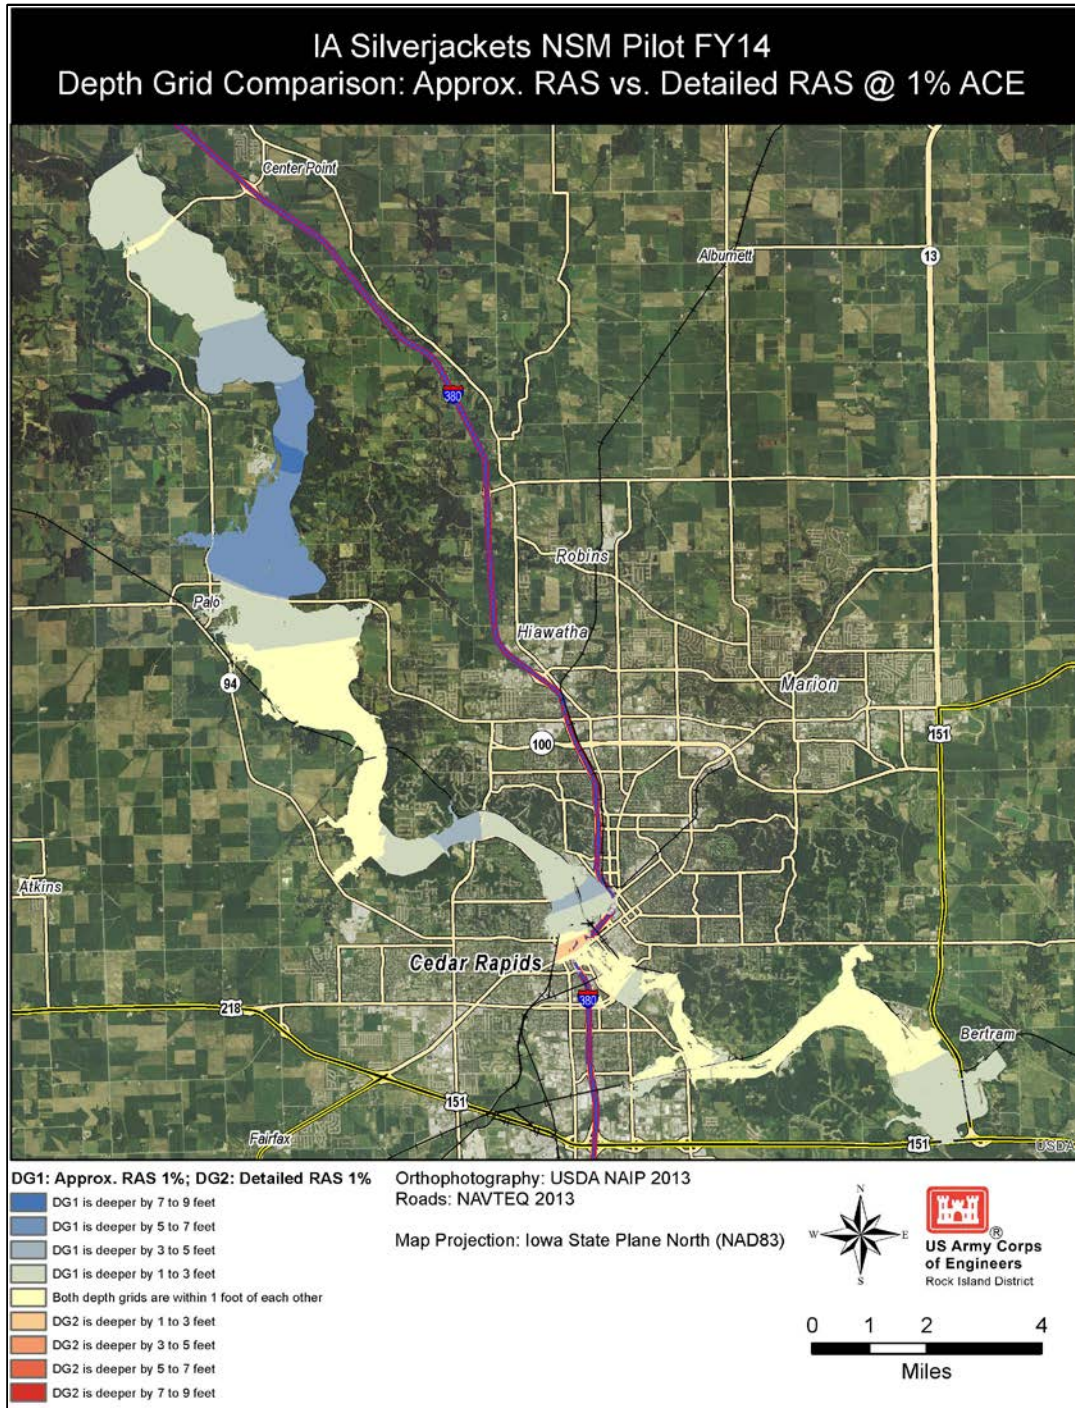 IA Silverjackets NSM Pilot FY14
Depth Grid Comparison: Approx. RAS vs. Detailed RAS @ 1% ACE
Center Point
Alburnett
13
380
Robins
Palo
Hiawatha
94
Marion
151
100
Atkins
Cedar Rapids
380
218
Bertram
151
Fairfax
151
USDA
DG1: Approx. RAS 1%; DG2: Detailed RAS 1%
DG1 is deeper by 7 to 9 feet
DG1 is deeper by 5 to 7 feet
DG1 is deeper by 3 to 5 feet
DG1 is deeper by 1 to 3 feet
Both depth grids are within 1 foot of each other
DG2 is deeper by 1 to 3 feet
DG2 is deeper by 3 to 5 feet
DG2 is deeper by 5 to 7 feet
DG2 is deeper by 7 to 9 feet
Orthophotography: USDA NAIP 2013
Roads: NAVTEQ 2013
Map Projection: Iowa State Plane North (NAD83)
N
W E
S
®
US Army Corps
of Engineers
Rock Island District
0 1 2 4
Miles